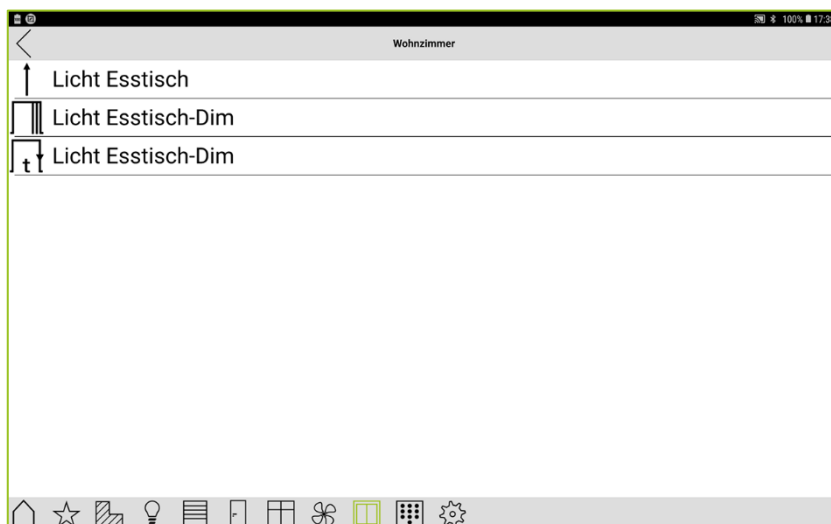 100% 17:3
Wohnzimmer
Licht Esstisch
Licht Esstisch-Dim
t Licht Esstisch-Dim